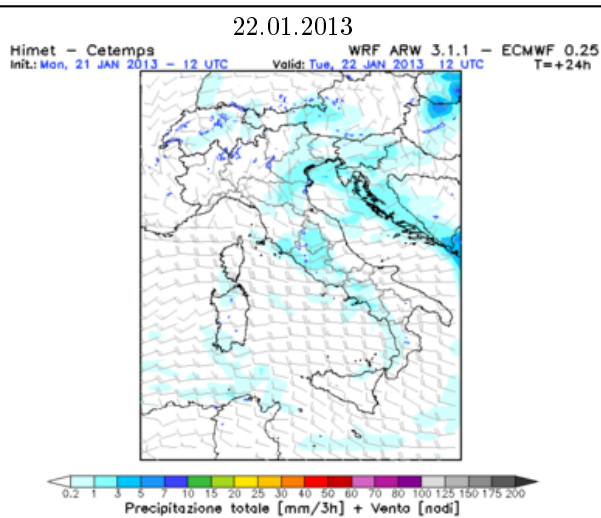 22.01.2013
Himet - Cetemps WRF ARW 3.1.1 - ECMWF 0.25
Init.: Mon, 21 JAN 2013 - 12 UTC Valid: Tue, 22 JAN 2013 12 UTC T=+24h
0.2 1 3 5 7 10 15 20 25 30 40 50 60 70 80 100 125 150 175 200
Precipitazione totale [mm/3h] + Vento [nodi]